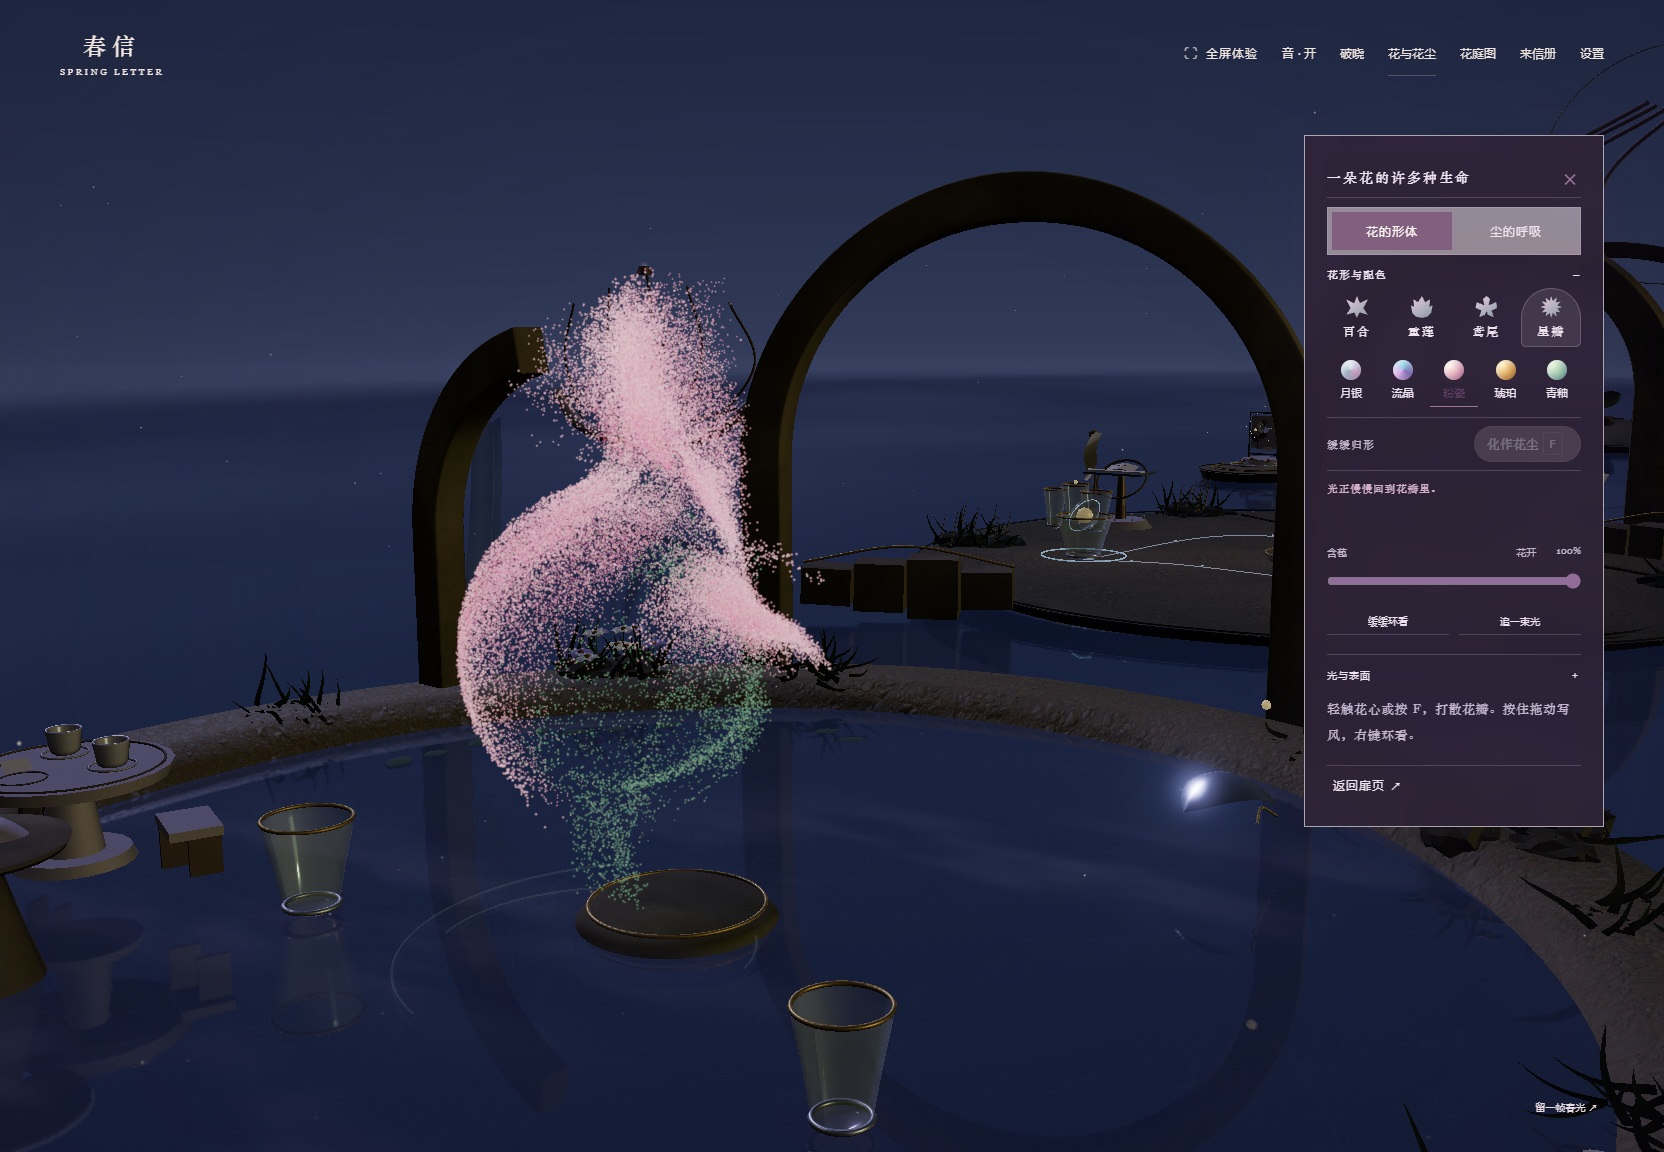 春信
SPRING LETTER
全屏体验 音·开 破晓 花与花尘 花庭图 来信册 设置
一朵花的许多种生命
花的形体 尘的呼吸
花形与配色
百合 重莲 鸢尾 星瓣
月银 流晶 粉瓷 琥珀 青釉
缓缓归形 化作花尘 F
光正慢慢回到花瓣里。
含苞 花开 100%
缓缓环看 追一束光
光与表面 +
轻触花心或按 F，打散花瓣。按住拖动写
风，右键环看。
返回扉页 ↗
留一帧春光 ↗